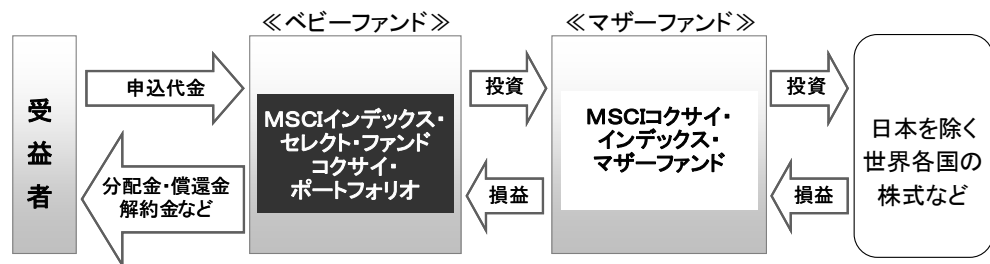 ≪ベビーファンド≫
≪マザーファンド≫
受益者
申込代金
分配金・償還金
解約金など
MSCIインデックス・
セレクト・ファンド
コクサイ・
ポートフォリオ
投資
損益
MSCIコクサイ・
インデックス・
マザーファンド
投資
損益
日本を除く
世界各国の
株式など